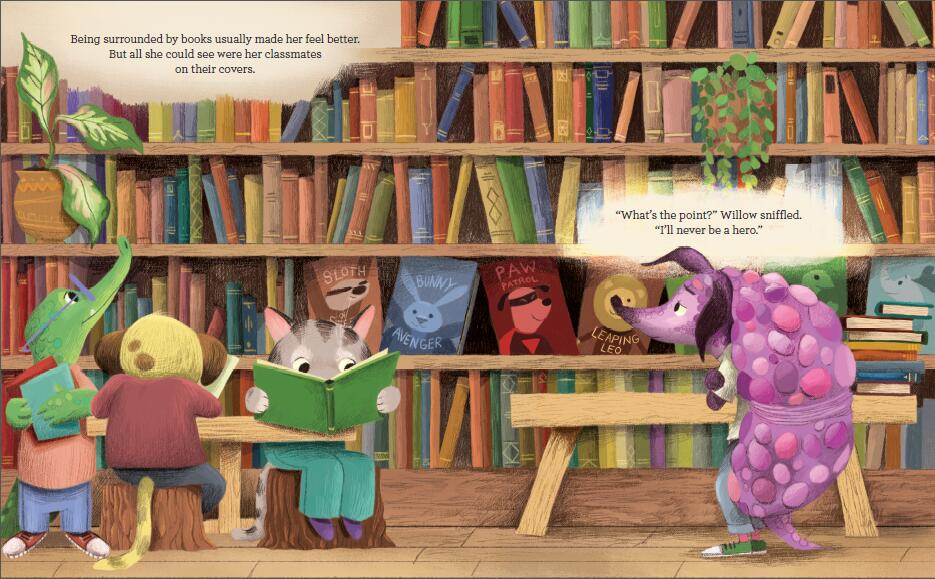 Being surrounded by books usually made her feel better.
But all she could see were her classmates
on their covers.
“What’s the point?” Willow sniffled.
“I’ll never be a hero.”
SLOTH
BUNNY
AVENGER
PAW
PATROL
LEAPING
LEO